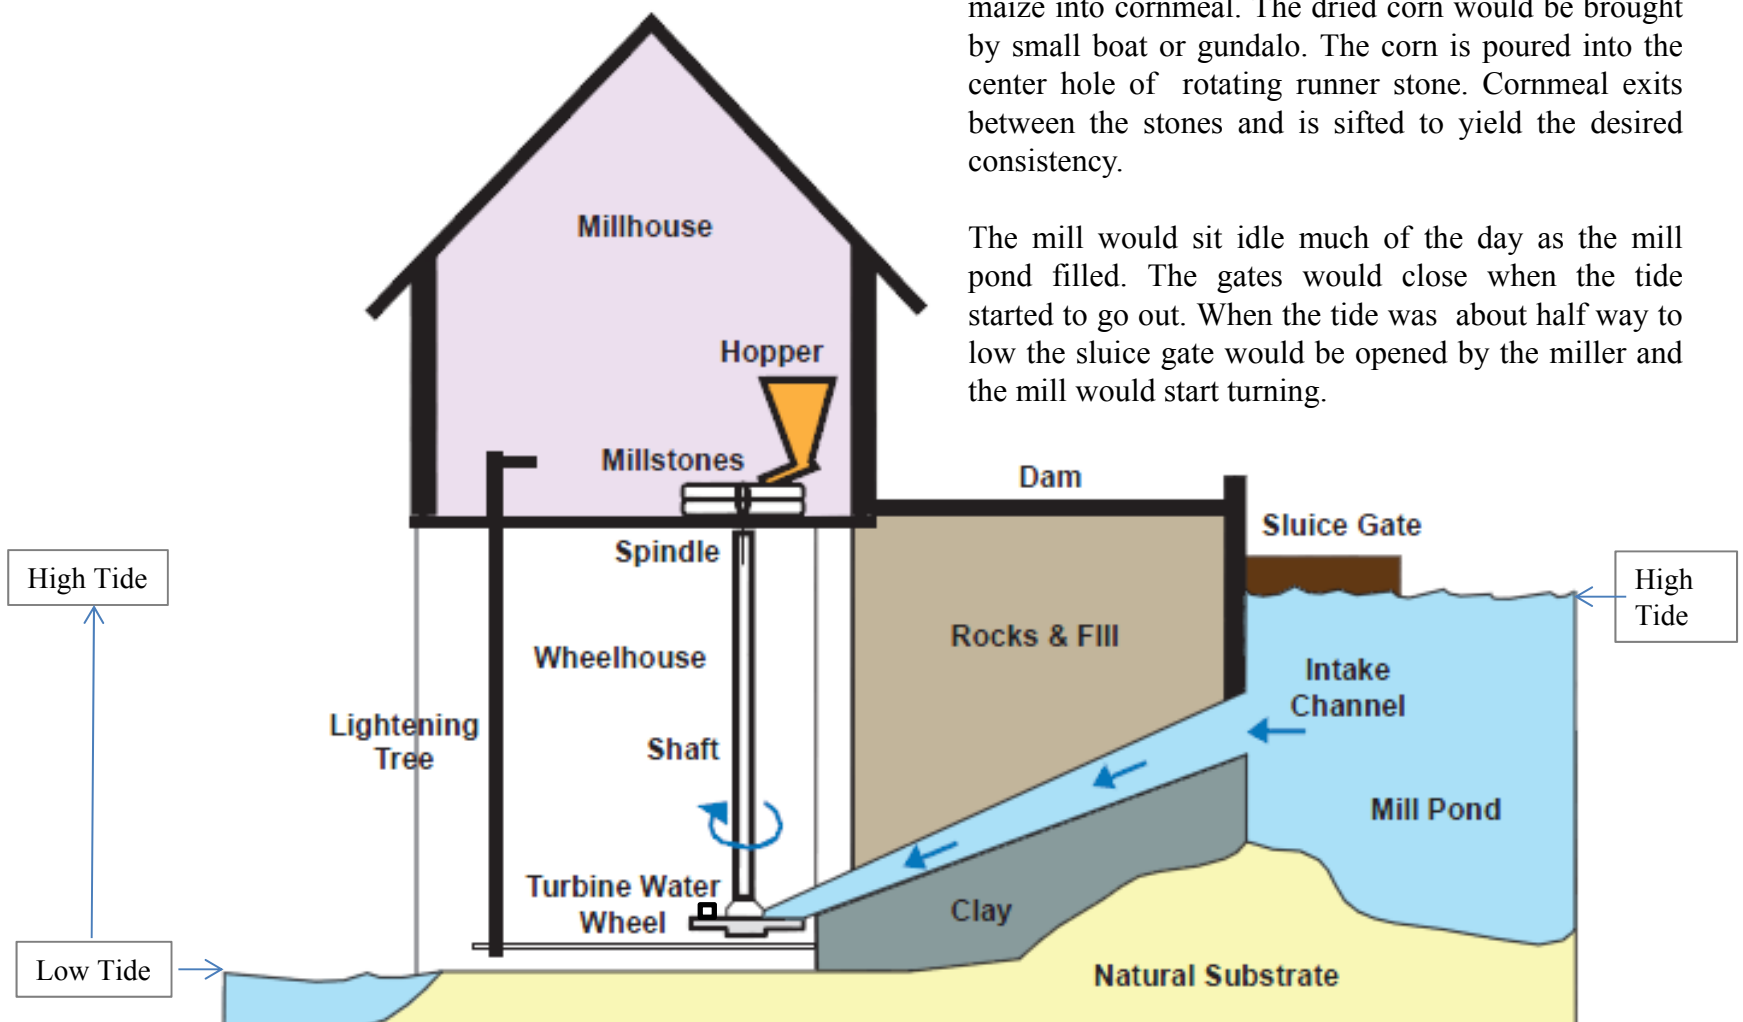 maize into cornmeal. The dried corn would be brought
by small boat or gundalo. The corn is poured into the
center hole of rotating runner stone. Cornmeal exits
between the stones and is sifted to yield the desired
consistency.
The mill would sit idle much of the day as the mill
pond filled. The gates would close when the tide
started to go out. When the tide was about half way to
low the sluice gate would be opened by the miller and
the mill would start turning.
Millhouse
Hopper
Millstones
Dam
Sluice Gate
Spindle
High Tide
High
Tide
Rocks & FIll
Wheelhouse
Intake
Channel
Lightening
Tree
Shaft
Mill Pond
Turbine Water
Wheel
Clay
Low Tide
Natural Substrate